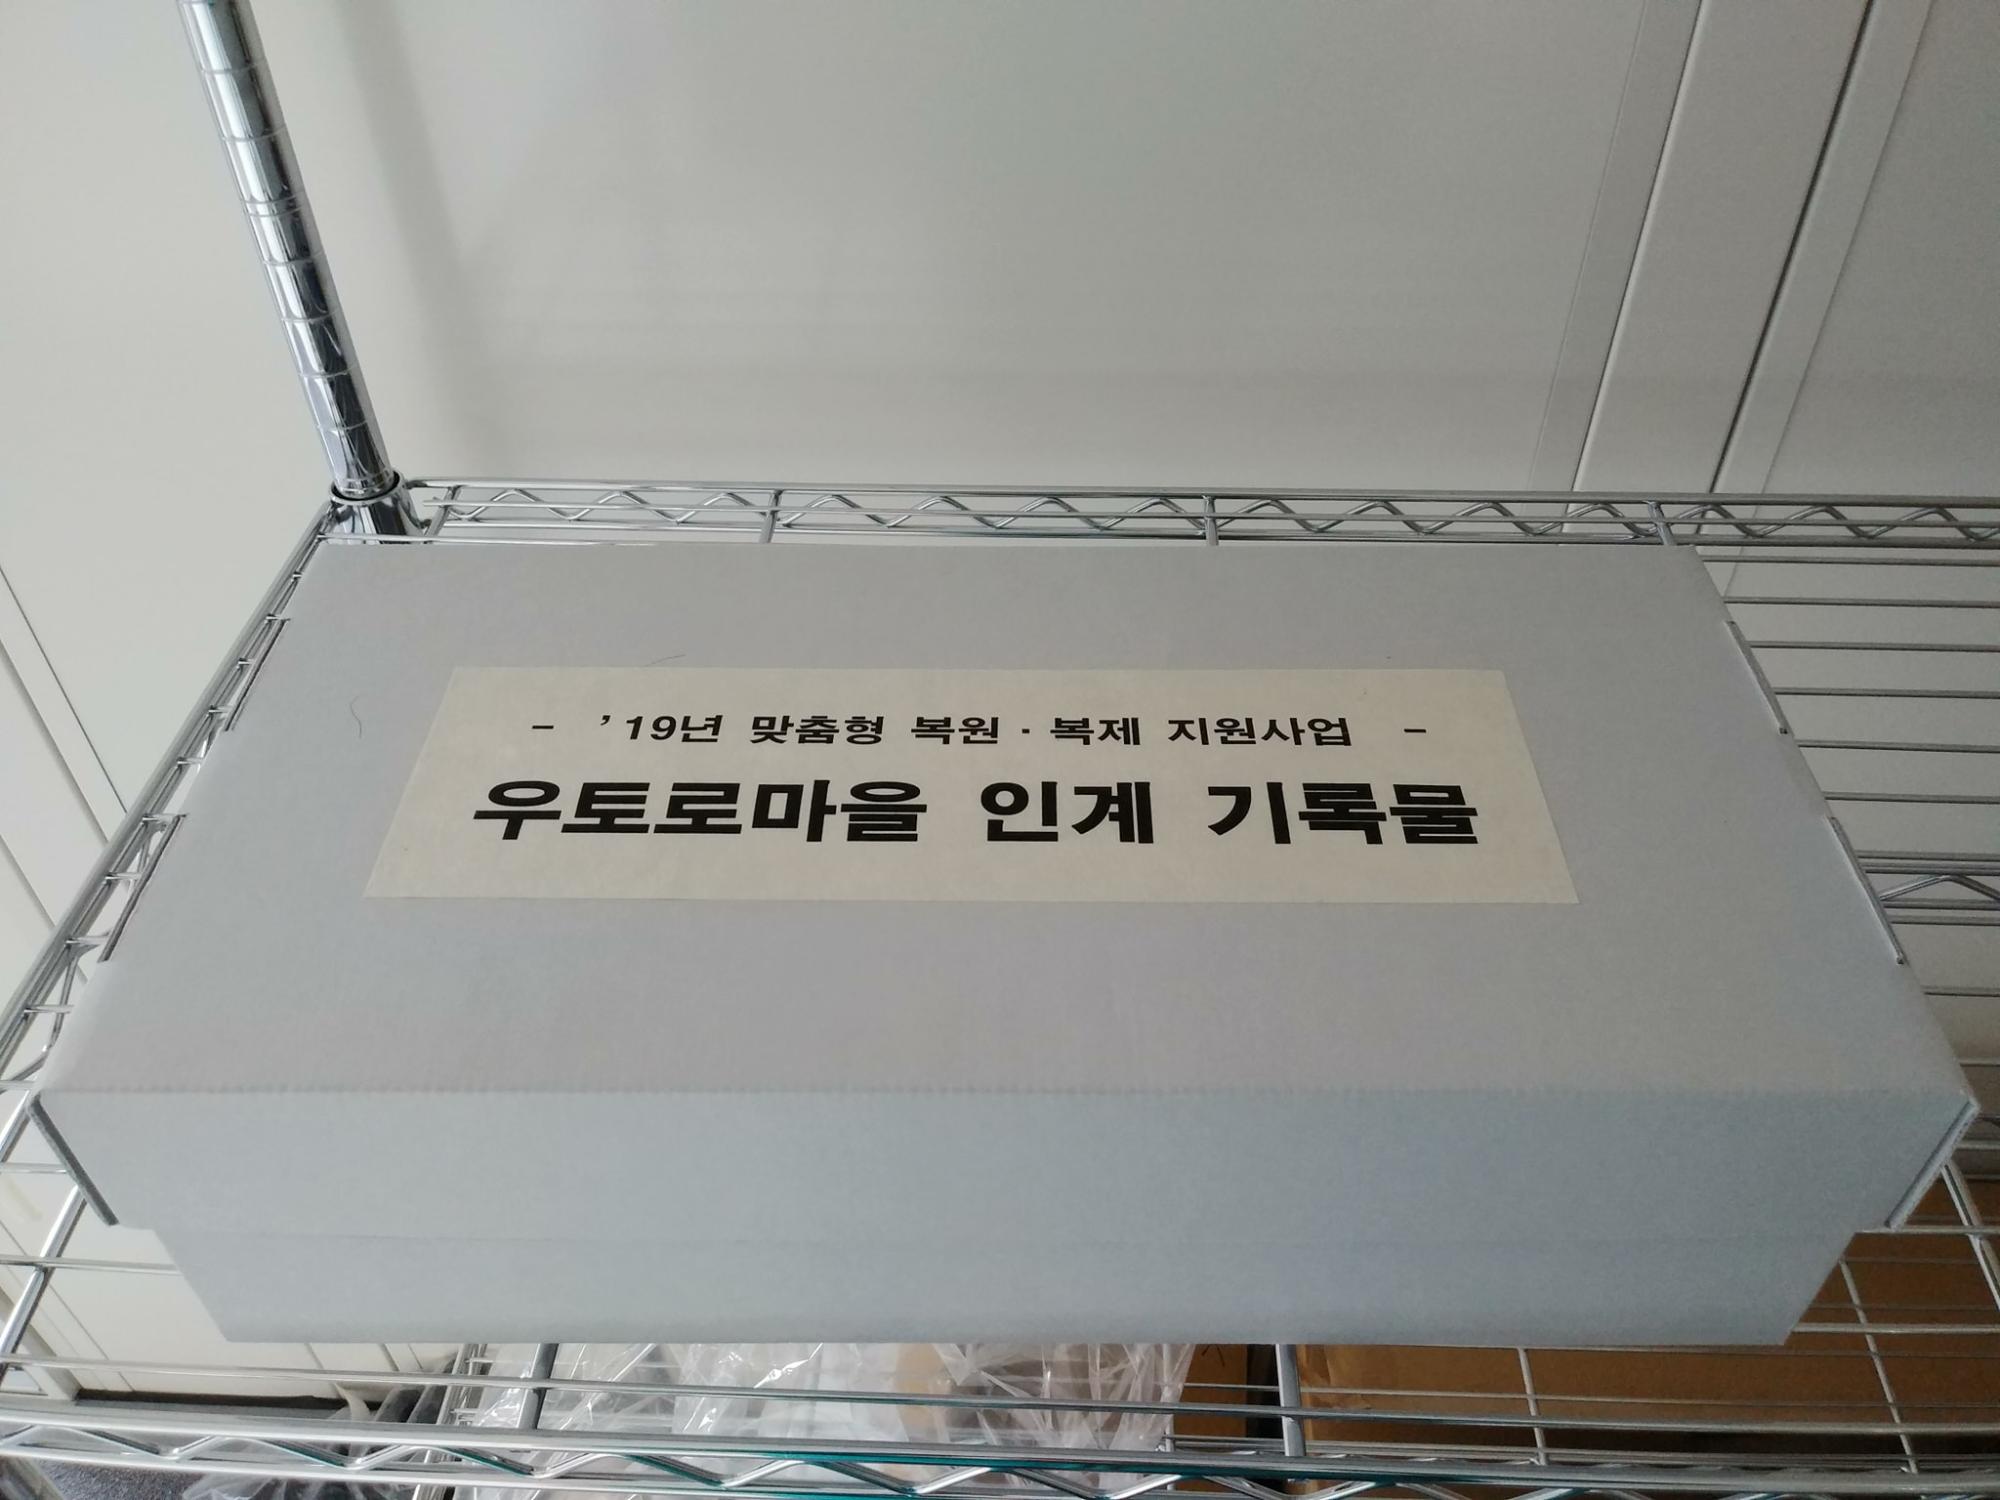 - '19년 맞춤형 복원·복제 지원사업 -
우토로마을 인계 기록물